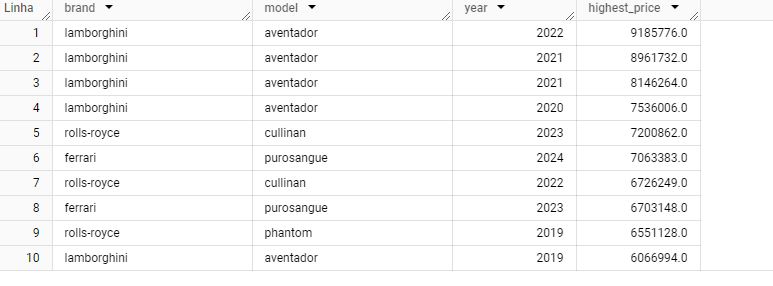 Linha brand model year highest_price
1 lamborghini aventador 2022 9185776.0
2 lamborghini aventador 2021 8961732.0
3 lamborghini aventador 2021 8146264.0
4 lamborghini aventador 2020 7536006.0
5 rolls-royce cullinan 2023 7200862.0
6 ferrari purosangue 2024 7063383.0
7 rolls-royce cullinan 2022 6726249.0
8 ferrari purosangue 2023 6703148.0
9 rolls-royce phantom 2019 6551128.0
10 lamborghini aventador 2019 6066994.0